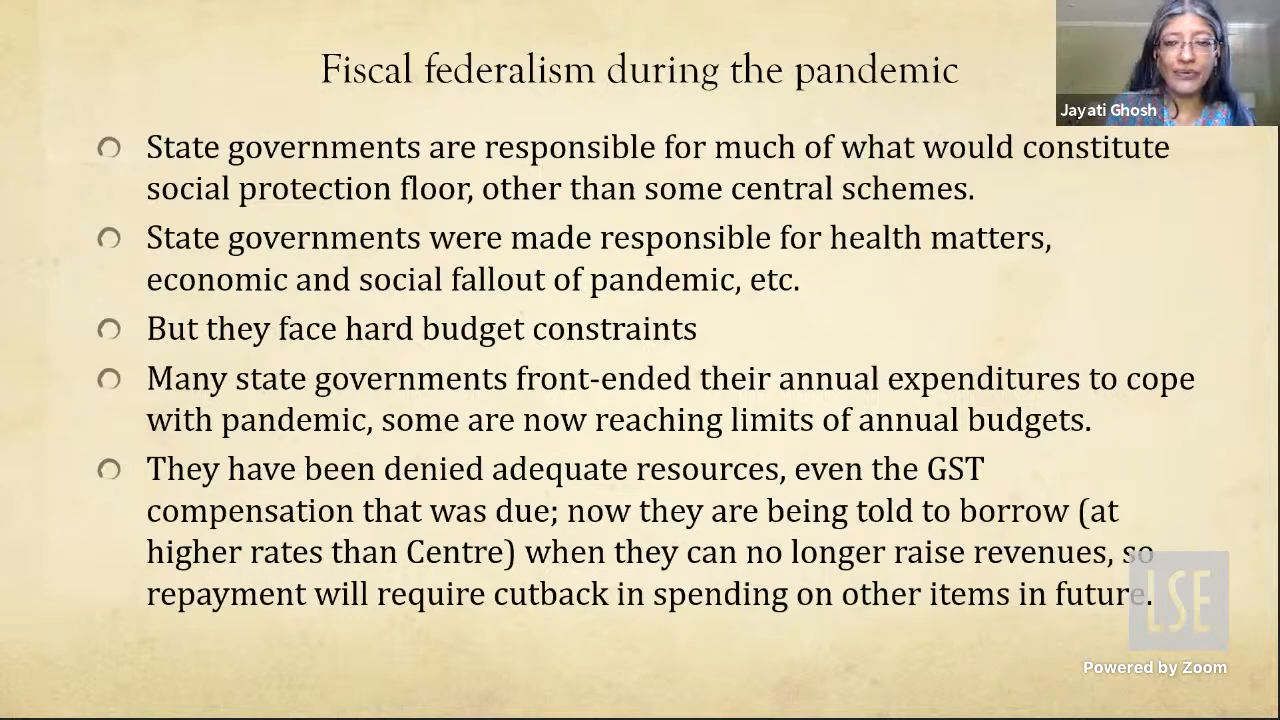 Fiscal federalism during the pandemic
Jayati Ghosh
State governments are responsible for much of what would constitute
social protection floor, other than some central schemes.
State governments were made responsible for health matters,
economic and social fallout of pandemic, etc.
But they face hard budget constraints
Many state governments front-ended their annual expenditures to cope
with pandemic, some are now reaching limits of annual budgets.
They have been denied adequate resources, even the GST
compensation that was due; now they are being told to borrow (at
higher rates than Centre) when they can no longer raise revenues, so
repayment will require cutback in spending on other items in future.
LSE
Powered by Zoom